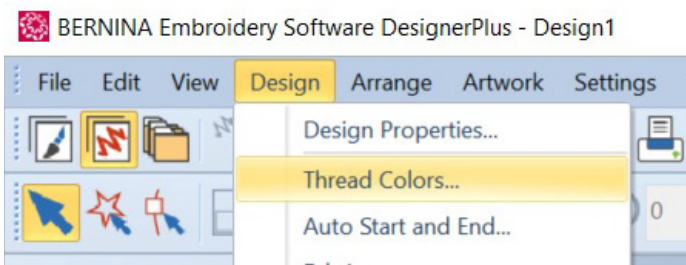 BERNINA Embroidery Software DesignerPlus - Design1
File Edit View Design Arrange Artwork Settings
Design Properties...
Thread Colors...
0
Auto Start and End...